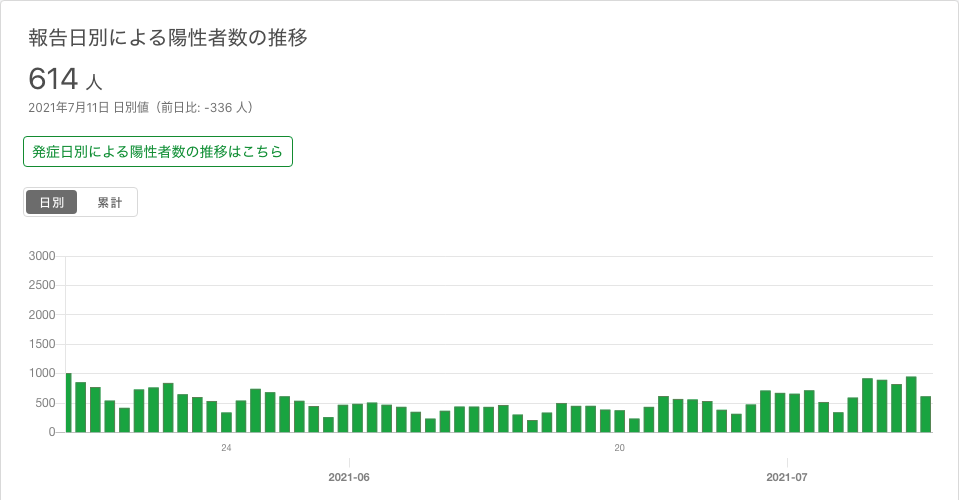 報告日別による陽性者数の推移
614 人
2021年7月11日 日別値（前日比: -336 人）
発症日別による陽性者数の推移はこちら
日別 累計
3000
2500
2000
1500
1000
500
0
24 20
2021-06 2021-07